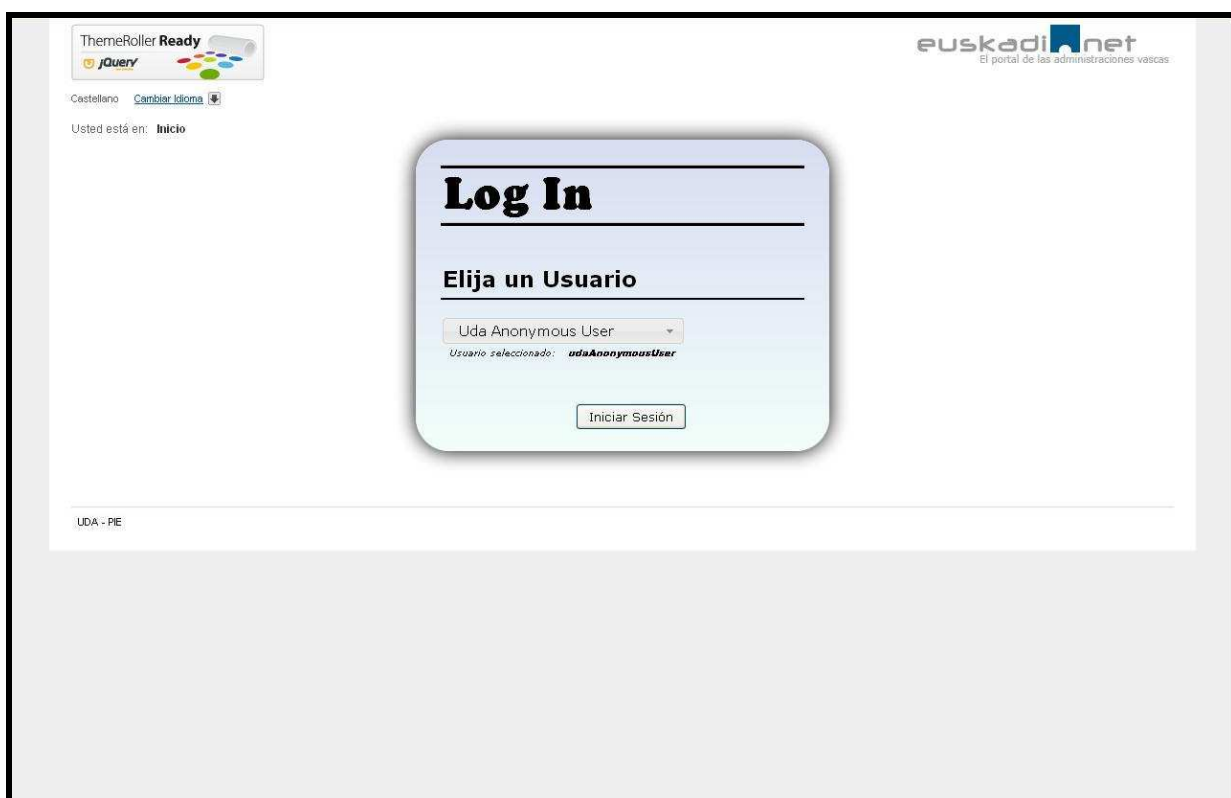 ThemeRoller Ready
jQuery
euskadi net
El portal de las administraciones vascas
Castellano Cambiar Idioma
Usted está en: Inicio
Log In
Elija un Usuario
Uda Anonymous User
Usuario seleccionado: udaAnonymousUser
Iniciar Sesión
UDA - PIE